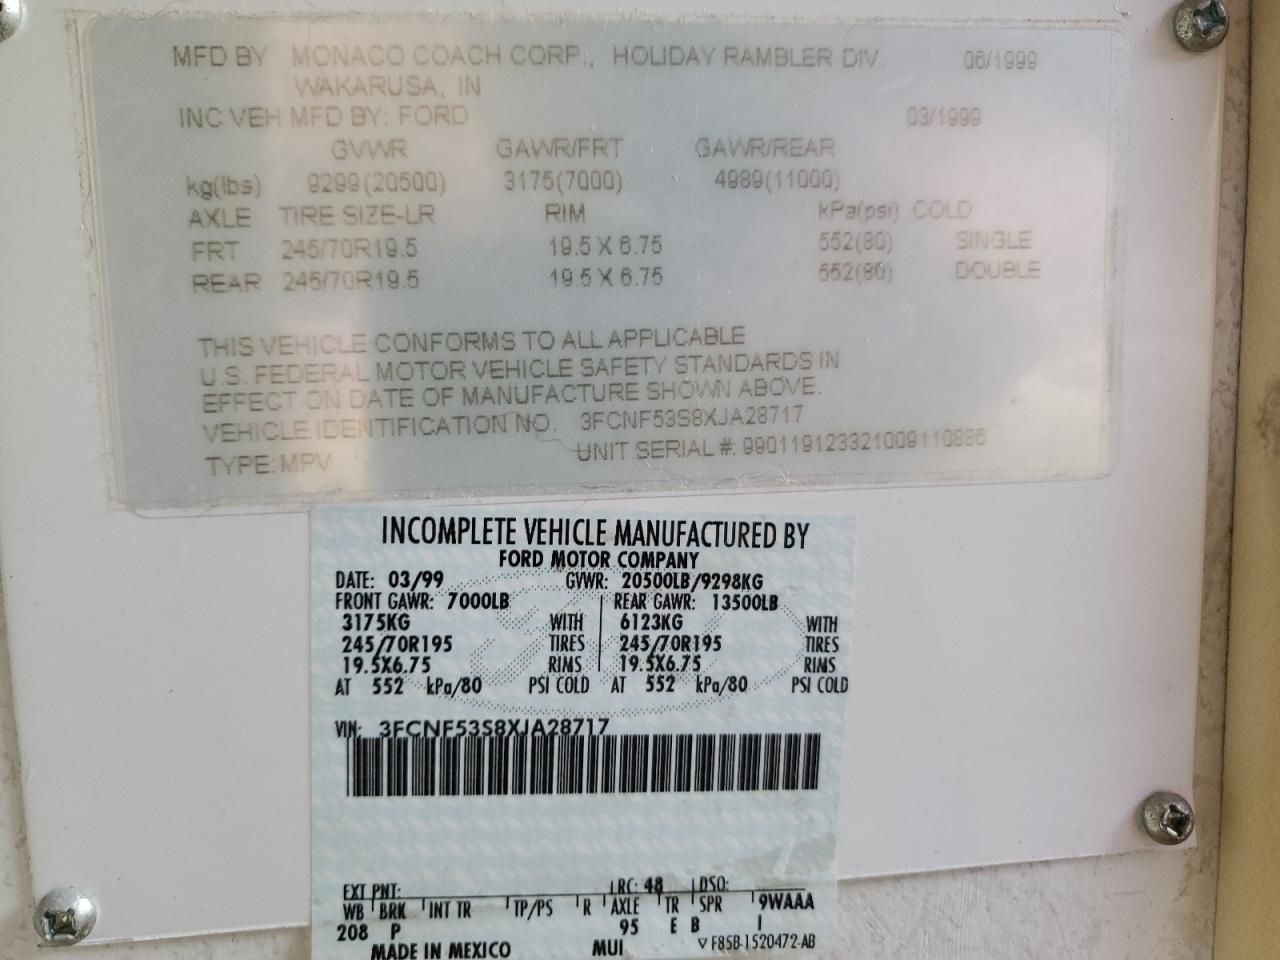 MFD BY MONACO COACH CORP., HOLIDAY RAMBLER DIV. 06/1999
WAKARUSA, IN
INC VEH MFD BY: FORD 03/1999
GVWR GAWR/FRT GAWR/REAR
kg(lbs) 9299(20500) 3175(7000) 4989(11000)
AXLE TIRE SIZE-LR RIM kPa(psi) COLD
FRT 245/70R19.5 19.5 X 6.75 552(80) SINGLE
REAR 245/70R19.5 19.5 X 6.75 552(80) DOUBLE
THIS VEHICLE CONFORMS TO ALL APPLICABLE
U.S. FEDERAL MOTOR VEHICLE SAFETY STANDARDS IN
EFFECT ON DATE OF MANUFACTURE SHOWN ABOVE.
VEHICLE IDENTIFICATION NO. 3FCNF53S8XJA28717
TYPE: MPV UNIT SERIAL #: 990119123321009110886
INCOMPLETE VEHICLE MANUFACTURED BY
FORD MOTOR COMPANY
DATE: 03/99 GVWR: 20500LB/9298KG
FRONT GAWR: 7000LB REAR GAWR: 13500LB
3175KG WITH 6123KG WITH
245/70R195 TIRES 245/70R195 TIRES
19.5X6.75 RIMS 19.5X6.75 RIMS
AT 552 kPa/80 PSI COLD AT 552 kPa/80 PSI COLD
VIN: 3FCNF53S8XJA28717
EXT PNT: RC: 48 DSO:
WB BRK INT TR TP/PS R AXLE TR SPR 9WAAA
208 P 95 E B I
MADE IN MEXICO MUI F85B-1520472-AB